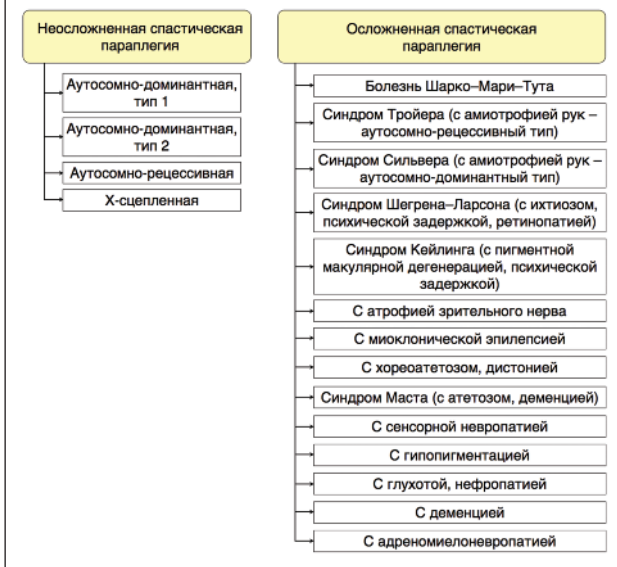 Неосложненная спастическая
параплегия
Аутосомно-доминантная,
тип 1
Аутосомно-доминантная,
тип 2
Аутосомно-рецессивная
Х-сцепленная
Осложненная спастическая
параплегия
Болезнь Шарко–Мари–Тута
Синдром Тройера (с амиотрофией рук –
аутосомно-рецессивный тип)
Синдром Сильвера (с амиотрофией рук –
аутосомно-доминантный тип)
Синдром Шегрена–Ларсона (с ихтиозом,
психической задержкой, ретинопатией)
Синдром Кейлинга (с пигментной
макулярной дегенерацией, психической
задержкой)
С атрофией зрительного нерва
С миоклонической эпилепсией
С хореоатетозом, дистонией
Синдром Маста (с атетозом, деменцией)
С сенсорной невропатией
С гипопигментацией
С глухотой, нефропатией
С деменцией
С адреномиелоневропатией